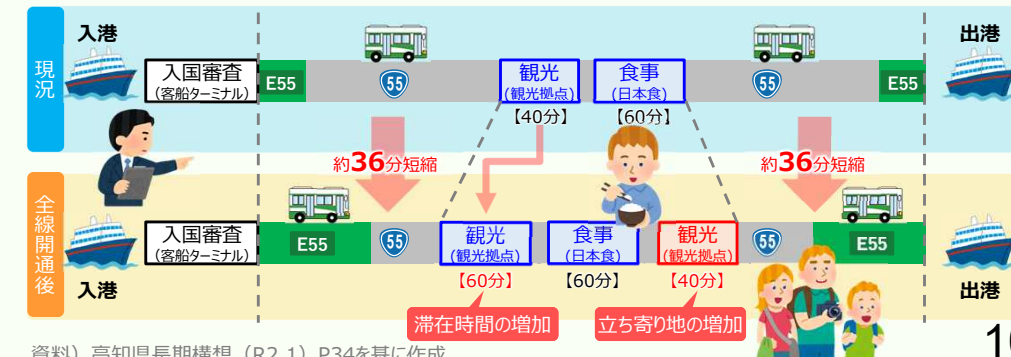 現況
入港
出港
入国審査
(客船ターミナル)
E55
55
観光
(観光拠点)
【40分】
食事
(日本食)
【60分】
55
E55
約36分短縮
約36分短縮
全線開通後
入国審査
(客船ターミナル)
E55
55
観光
(観光拠点)
【60分】
食事
(日本食)
【60分】
観光
(観光拠点)
【40分】
55
E55
入港
出港
滞在時間の増加
立ち寄り地の増加
資料)高知県長期構想(R2.1)P34を基に作成